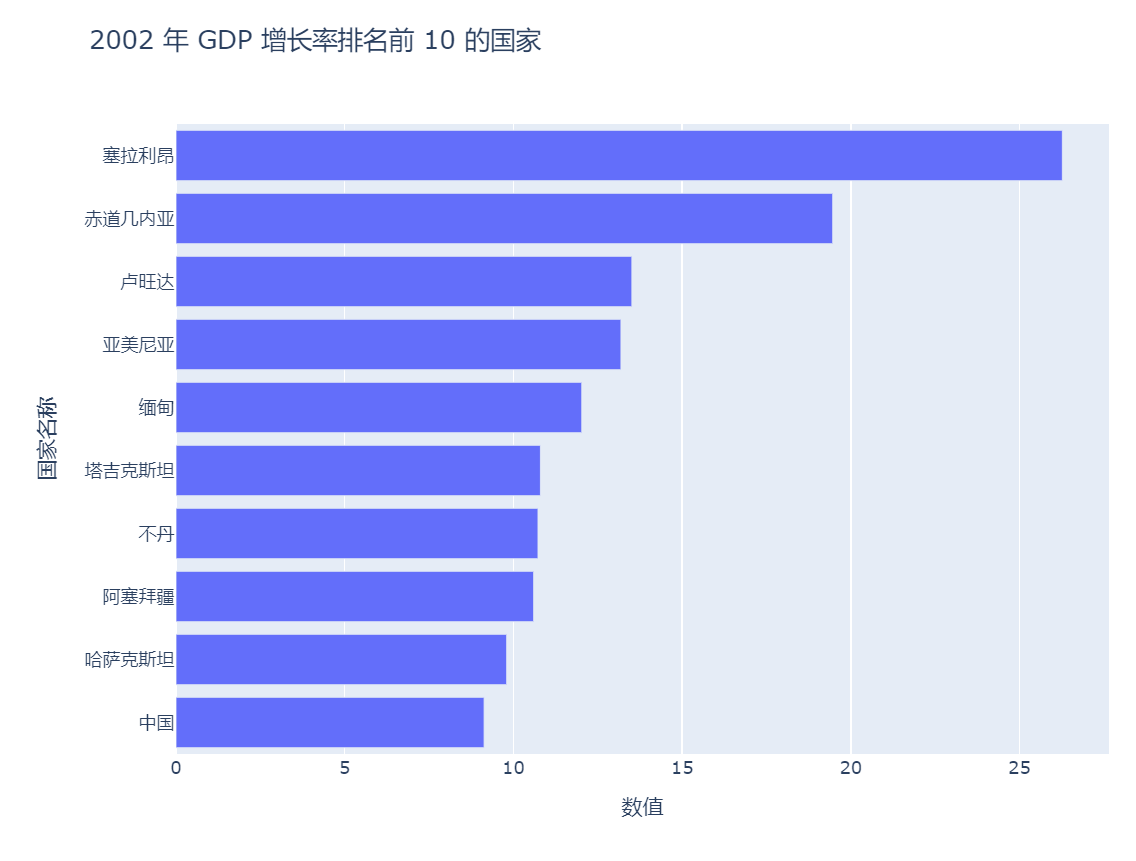 2002 年 GDP 增长率排名前 10 的国家
国家名称
塞拉利昂
赤道几内亚
卢旺达
亚美尼亚
缅甸
塔吉克斯坦
不丹
阿塞拜疆
哈萨克斯坦
中国
0 5 10 15 20 25
数值